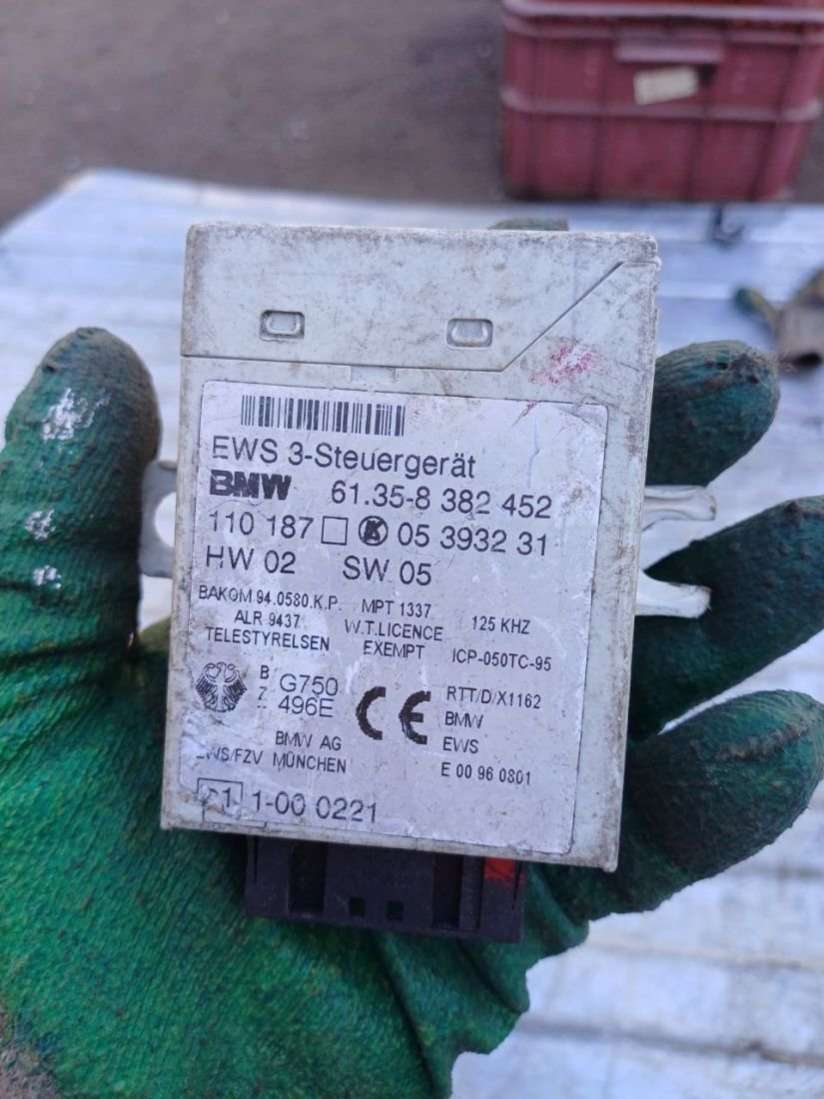 EWS 3-Steuergerät
BMW 61.35-8 382 452
110 187 05 3932 31
HW 02 SW 05
BAKOM 94.0580.K.P. MPT 1337 125 KHZ
ALR 9437 W.T.LICENCE
TELESTYRELSEN EXEMPT ICP-050TC-95
B G750 RTT/D/X1162
Z 496E CE BMW
BMW AG EWS
EWS/FZV MÜNCHEN E 00 96 0801
1-00 0221